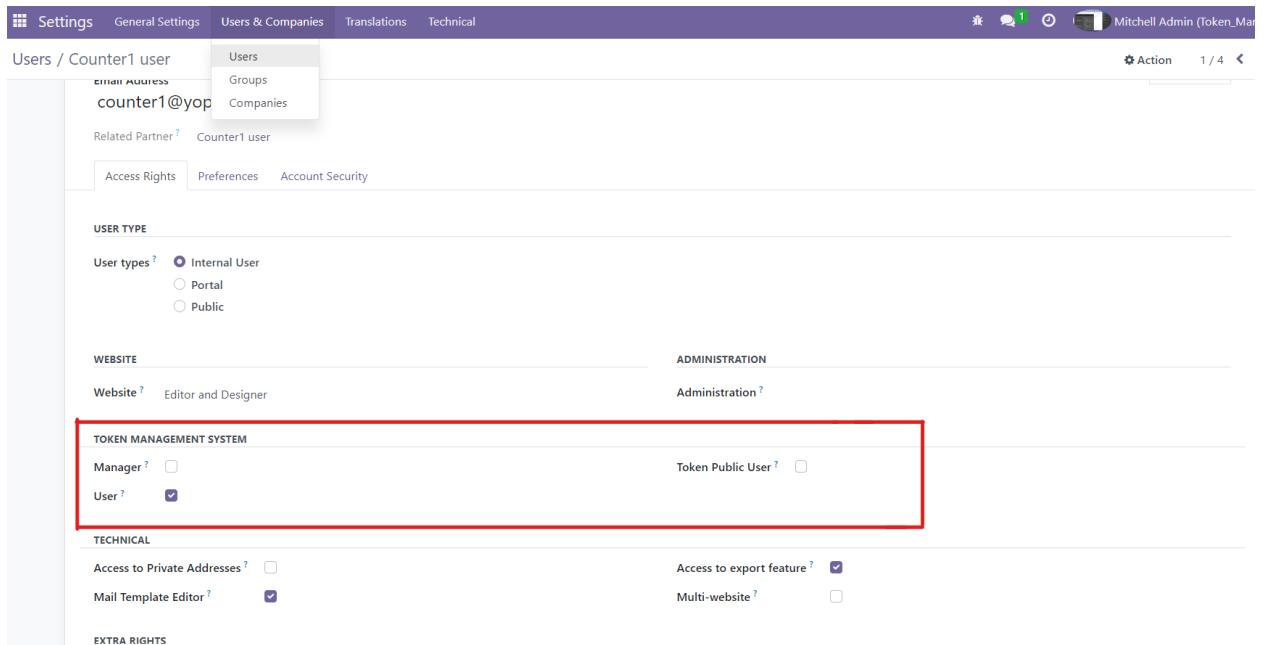 Settings General Settings Users & Companies Translations Technical 1 Mitchell Admin (Token_Mar
Users / Counter1 user Users Action 1 / 4
Groups
Email Address
counter1@yop Companies
Related Partner ? Counter1 user
Access Rights Preferences Account Security
USER TYPE
User types ? Internal User
Portal
Public
WEBSITE ADMINISTRATION
Website ? Editor and Designer Administration ?
TOKEN MANAGEMENT SYSTEM
Manager ? Token Public User ?
User ?
TECHNICAL
Access to Private Addresses ? Access to export feature ?
Mail Template Editor ? Multi-website ?
EXTRA RIGHTS